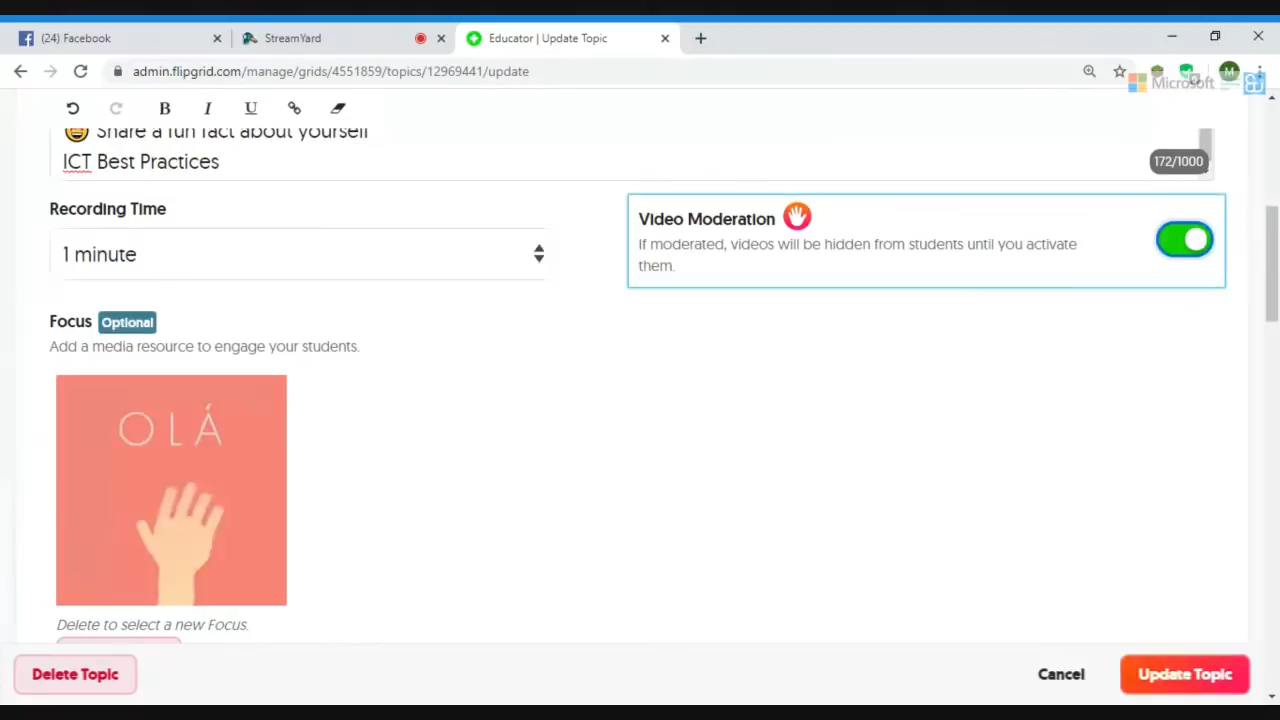 (24) Facebook
StreamYard
Educator | Update Topic
admin.flipgrid.com/manage/grids/4551859/topics/12969441/update
M
Microsoft
B I U
Share a fun fact about yourself
ICT Best Practices
172/1000
Recording Time
1 minute
Video Moderation
If moderated, videos will be hidden from students until you activate
them.
Focus Optional
Add a media resource to engage your students.
OLÁ
Delete to select a new Focus.
Delete Topic
Cancel
Update Topic